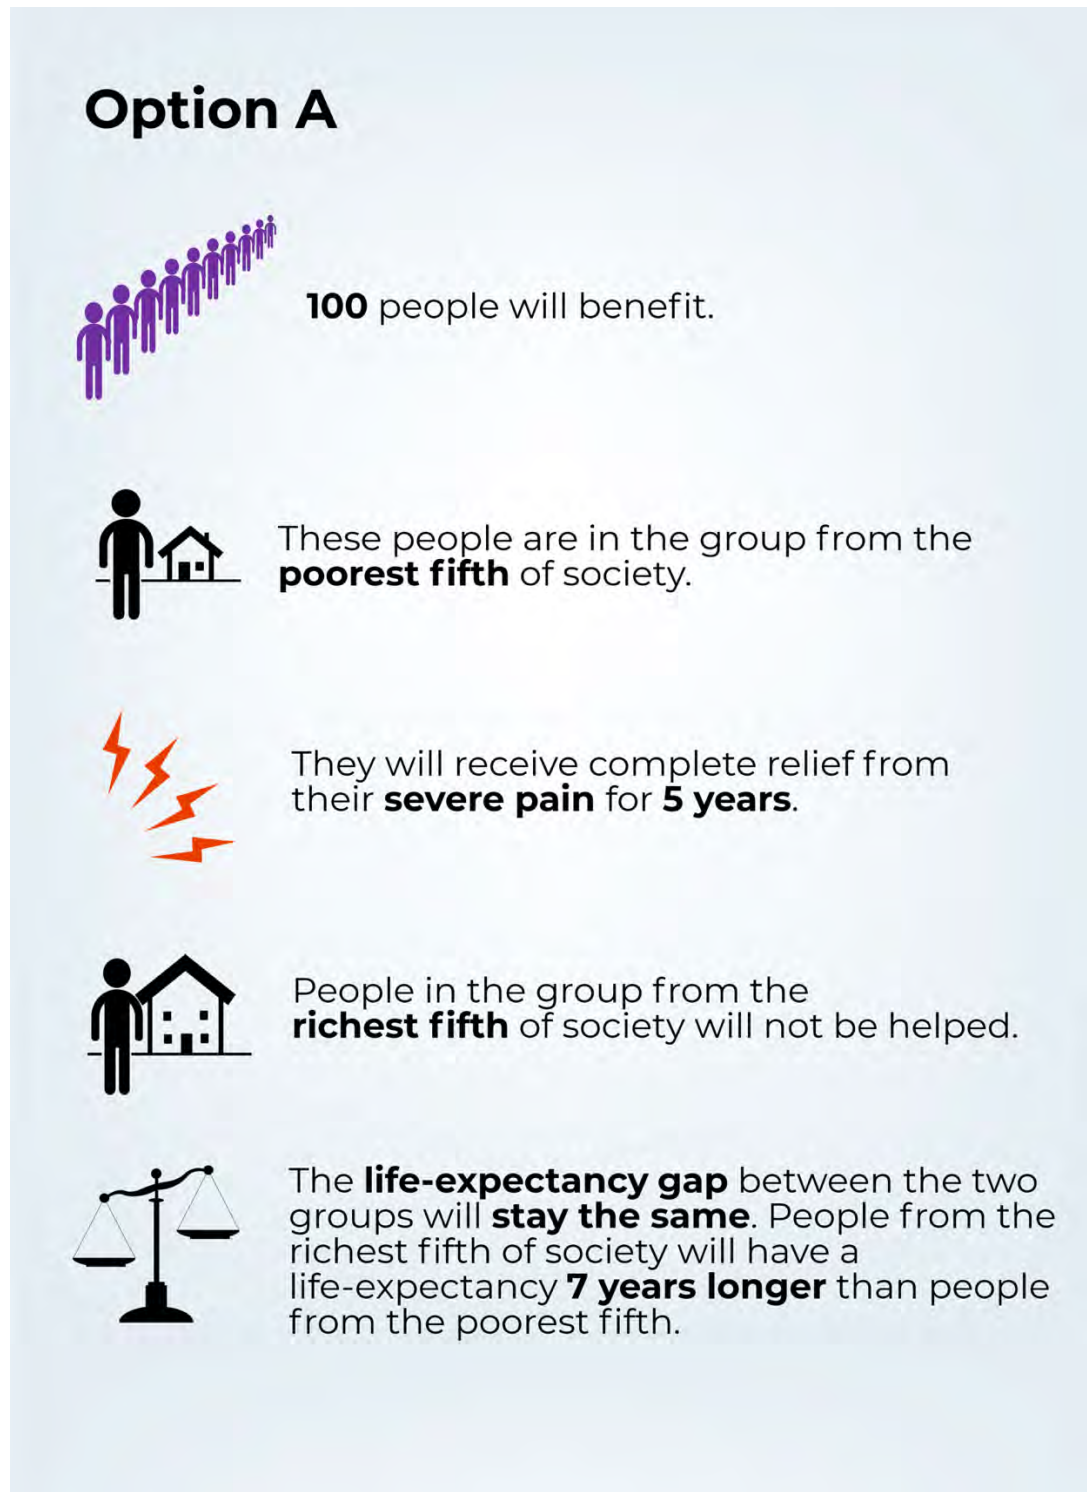 Option A
100 people will benefit.
These people are in the group from the
poorest fifth of society.
They will receive complete relief from
their severe pain for 5 years.
People in the group from the
richest fifth of society will not be helped.
The life-expectancy gap between the two
groups will stay the same. People from the
richest fifth of society will have a
life-expectancy 7 years longer than people
from the poorest fifth.